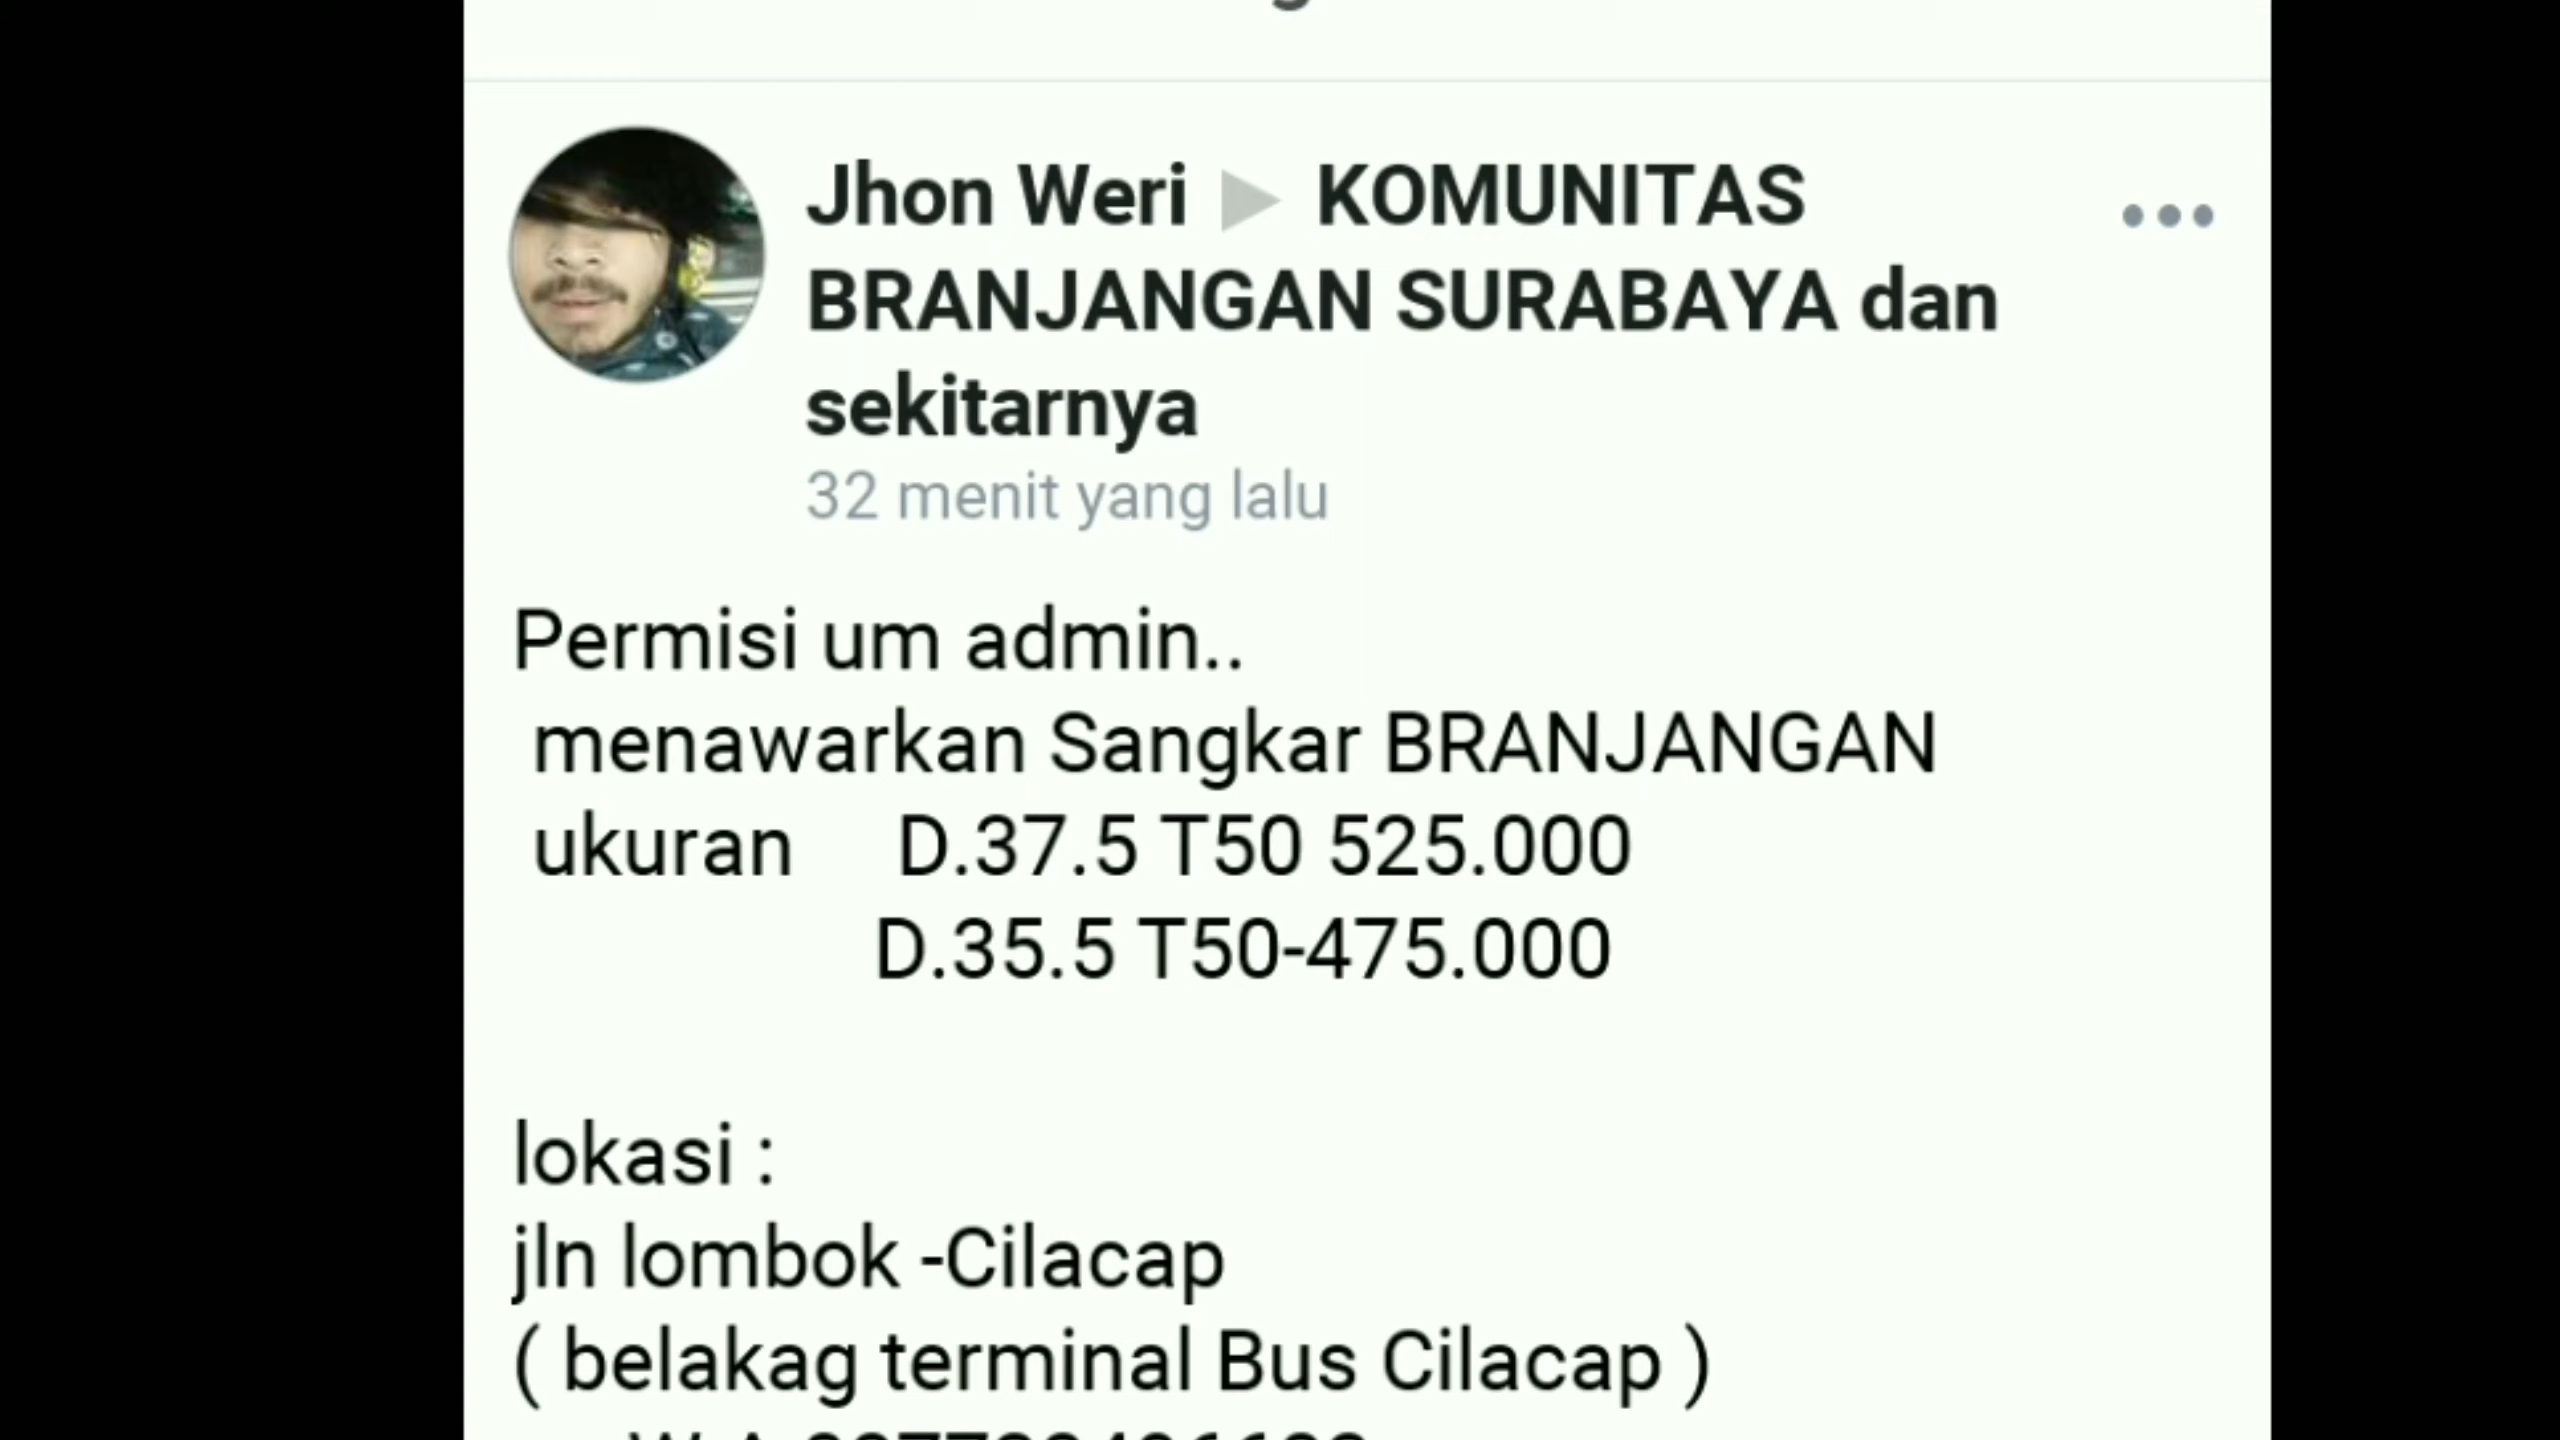 Jhon Weri ▶ KOMUNITAS
BRANJANGAN SURABAYA dan
sekitarnya
32 menit yang lalu
Permisi um admin..
menawarkan Sangkar BRANJANGAN
ukuran D.37.5 T50 525.000
D.35.5 T50-475.000
lokasi :
jln lombok -Cilacap
( belakag terminal Bus Cilacap )